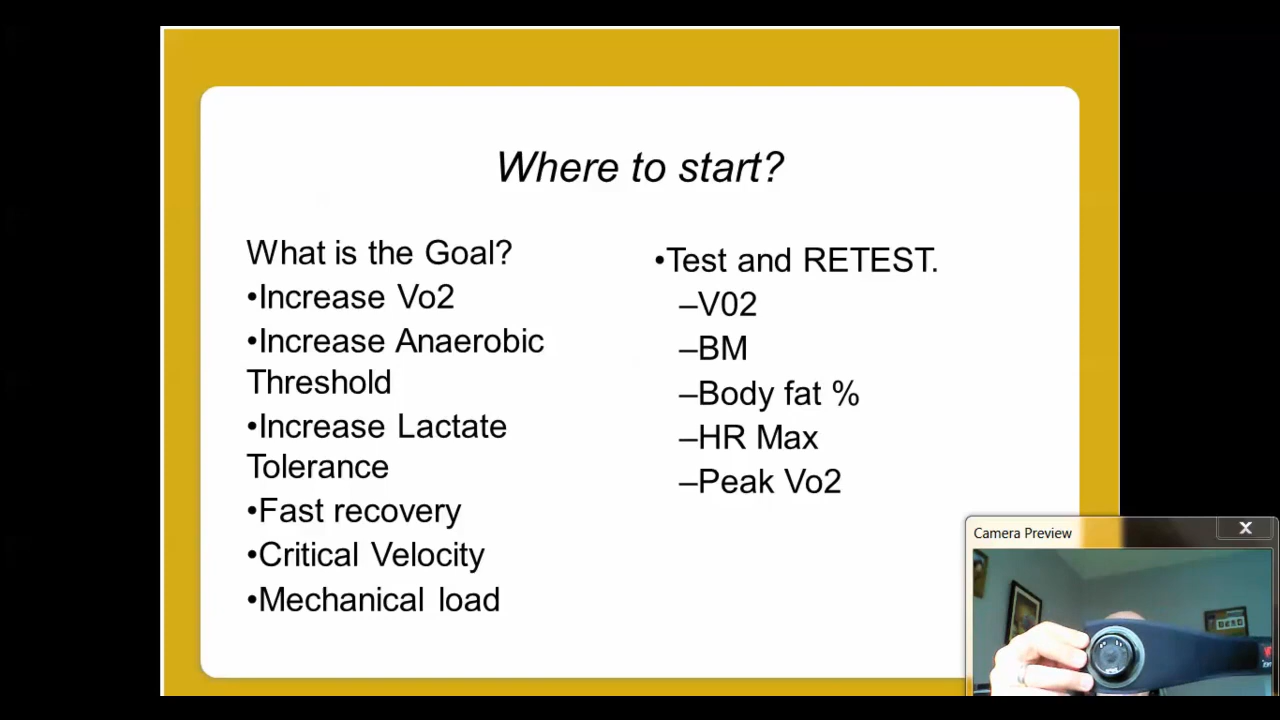 Where to start?
What is the Goal?
•Increase Vo2
•Increase Anaerobic
Threshold
•Increase Lactate
Tolerance
•Fast recovery
•Critical Velocity
•Mechanical load
•Test and RETEST.
–V02
–BM
–Body fat %
–HR Max
–Peak Vo2
Camera Preview